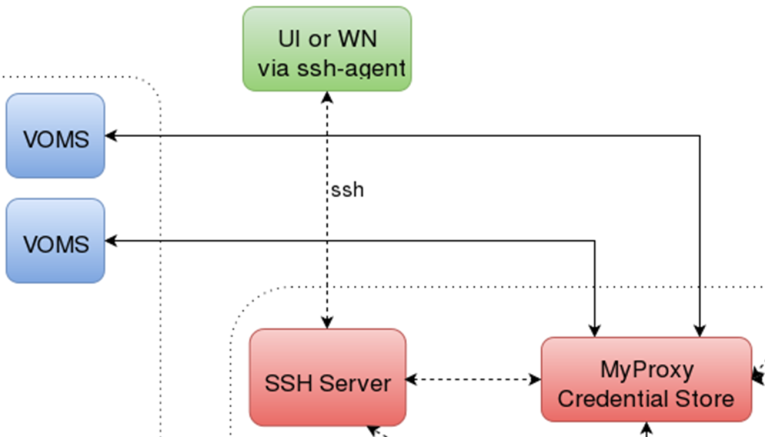 UI or WN
via ssh-agent
VOMS
ssh
VOMS
SSH Server
MyProxy
Credential Store